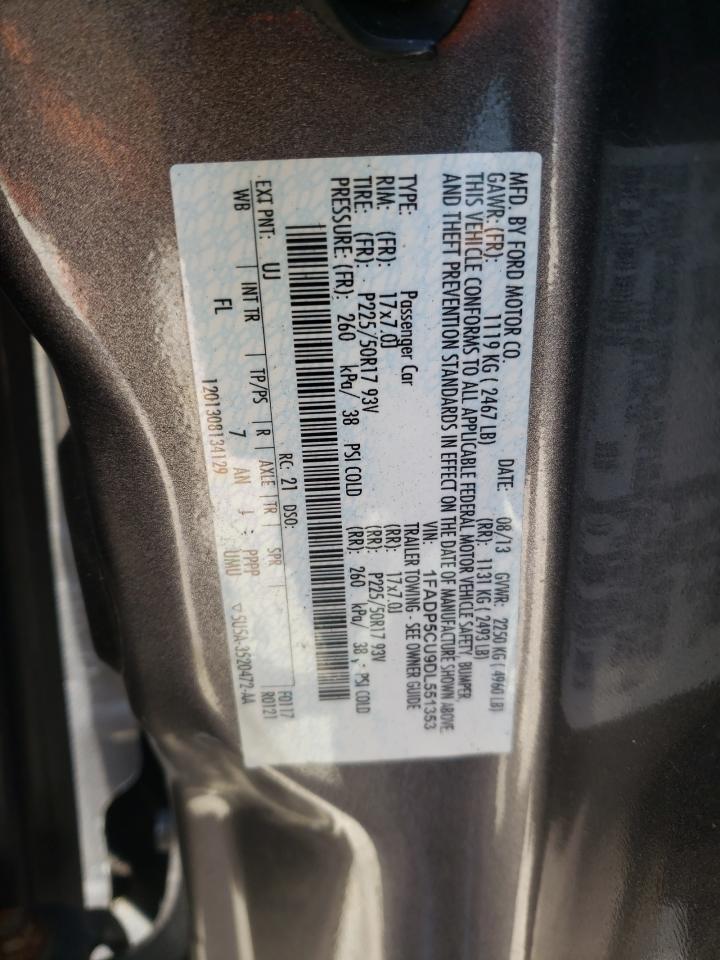 MFD. BY FORD MOTOR CO. DATE: 08/13 GVWR: 2250 KG ( 4960 LB)
GAWR: (FR): 1119 KG ( 2467 LB) (RR): 1131 KG ( 2493 LB)
THIS VEHICLE CONFORMS TO ALL APPLICABLE FEDERAL MOTOR VEHICLE SAFETY BUMPER,
AND THEFT PREVENTION STANDARDS IN EFFECT ON THE DATE OF MANUFACTURE SHOWN ABOVE.
VIN: 1FADP5CU9DL551353
TYPE: Passenger Car TRAILER TOWING - SEE OWNER GUIDE
RIM: (FR): 17x7.0J (RR): 17x7.0J
TIRE: (FR): P225/50R17 93V (RR): P225/50R17 93V
PRESSURE: (FR): 260 kPa/ 38 PSI COLD (RR): 260 kPa/ 38 PSI COLD
RC: 21 DSO: F0117
R0121
EXT PNT: UJ | INT TR | TP/PS | R | AXLE | TR | SPR
WB FL 7 AN J PPPP
UMU
1201308134129 ▽ 5U5A-3520472-AA